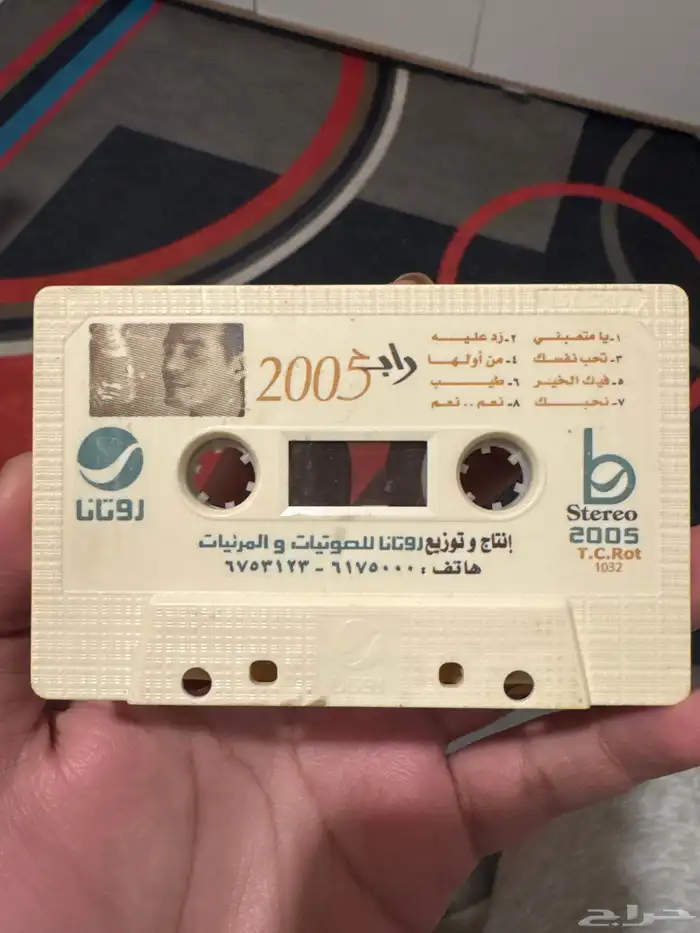 رابح 2005
١- يا متعبني ٢- رد عليه
٣- تحب نفسك ٤- من أولها
٥- فيك الخير ٦- طيب
٧- نحبك ٨- نعم .. نعم
روتانا
b
Stereo
2005
T.C.Rot
1032
إنتاج و توزيع روتانا للصوتيات و المرئيات
هاتف : ٦١٧٥٠٠٠ - ٦٧٥٣١٢٣
حراج